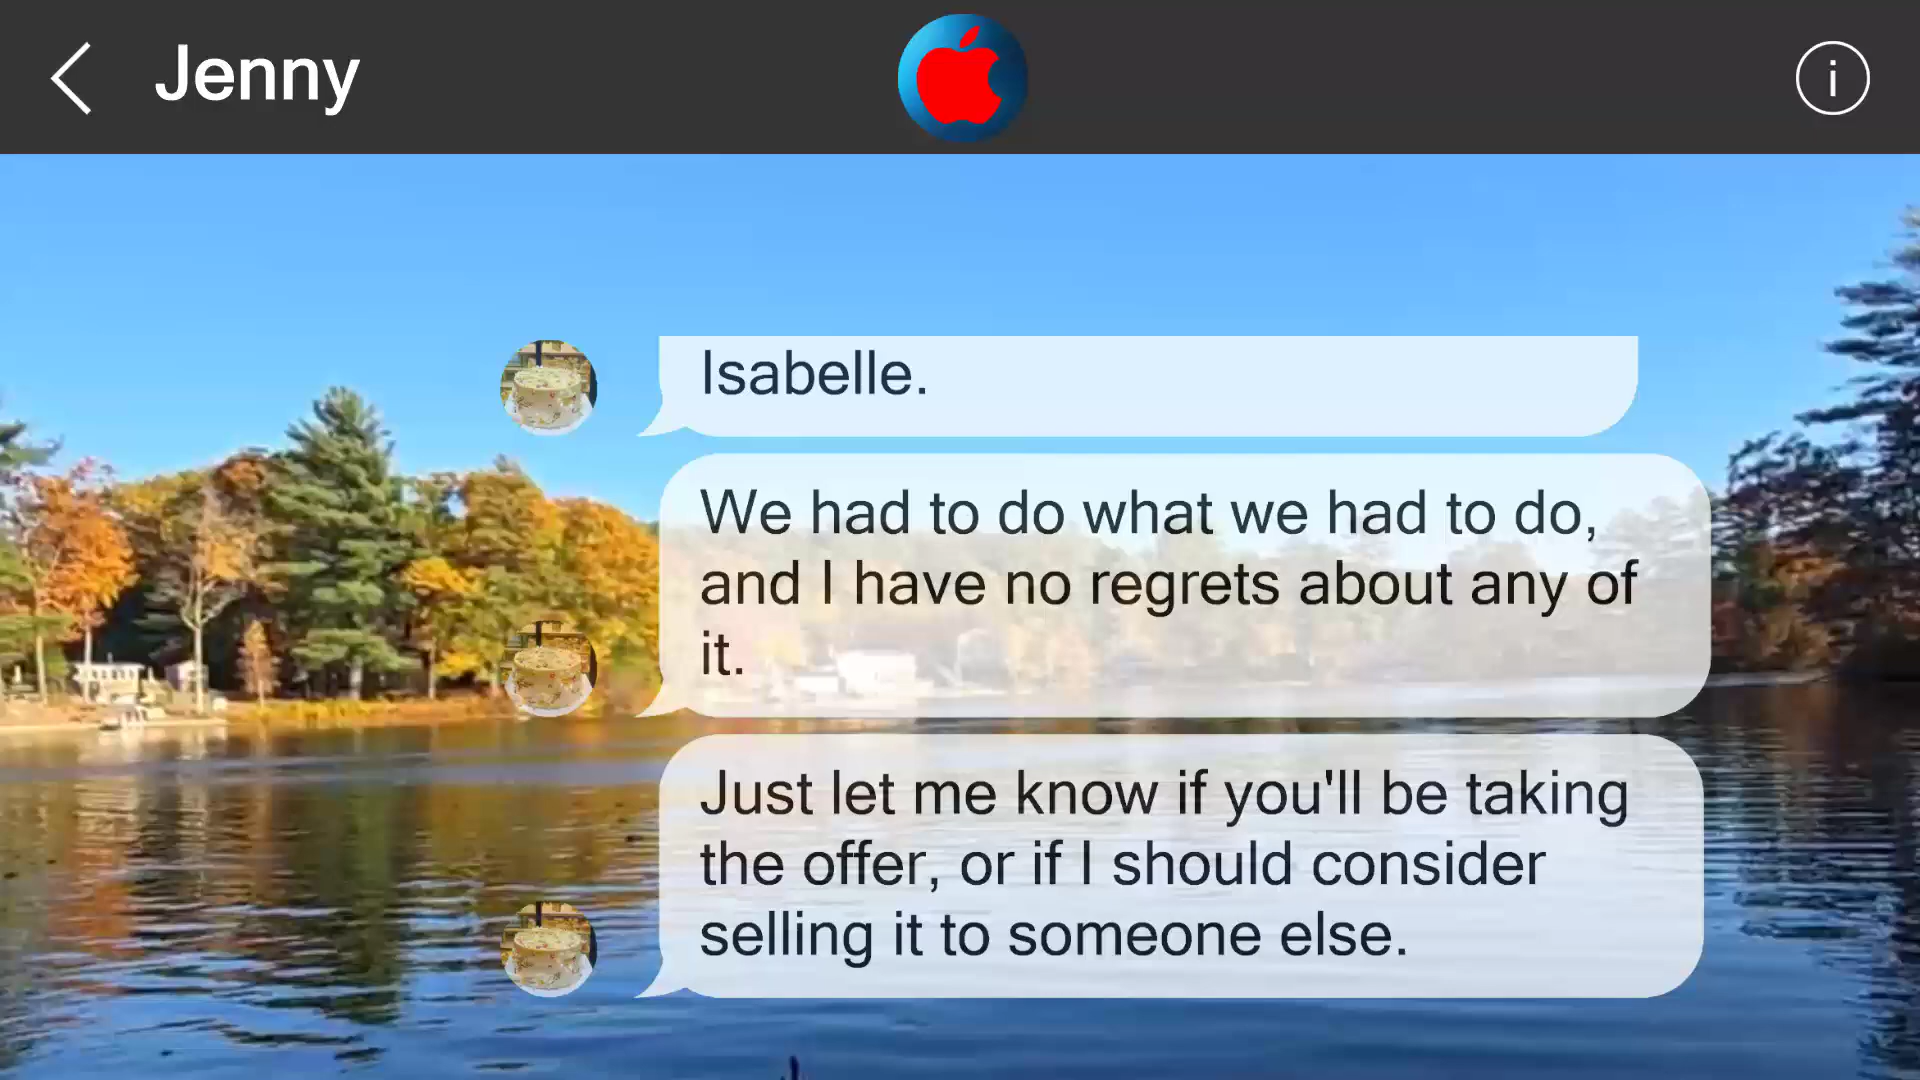 Jenny
i
Isabelle.
We had to do what we had to do,
and I have no regrets about any of
it.
Just let me know if you'll be taking
the offer, or if I should consider
selling it to someone else.